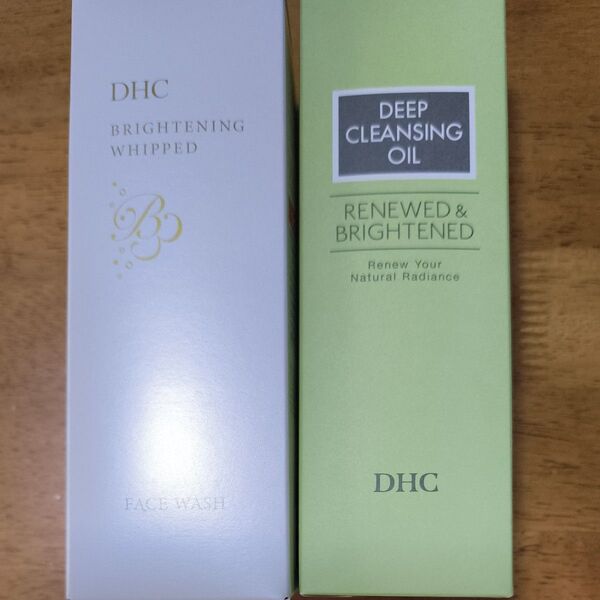 DHC
BRIGHTENING
WHIPPED
B
FACE WASH
DEEP
CLEANSING
OIL
RENEWED &
BRIGHTENED
Renew Your
Natural Radiance
DHC